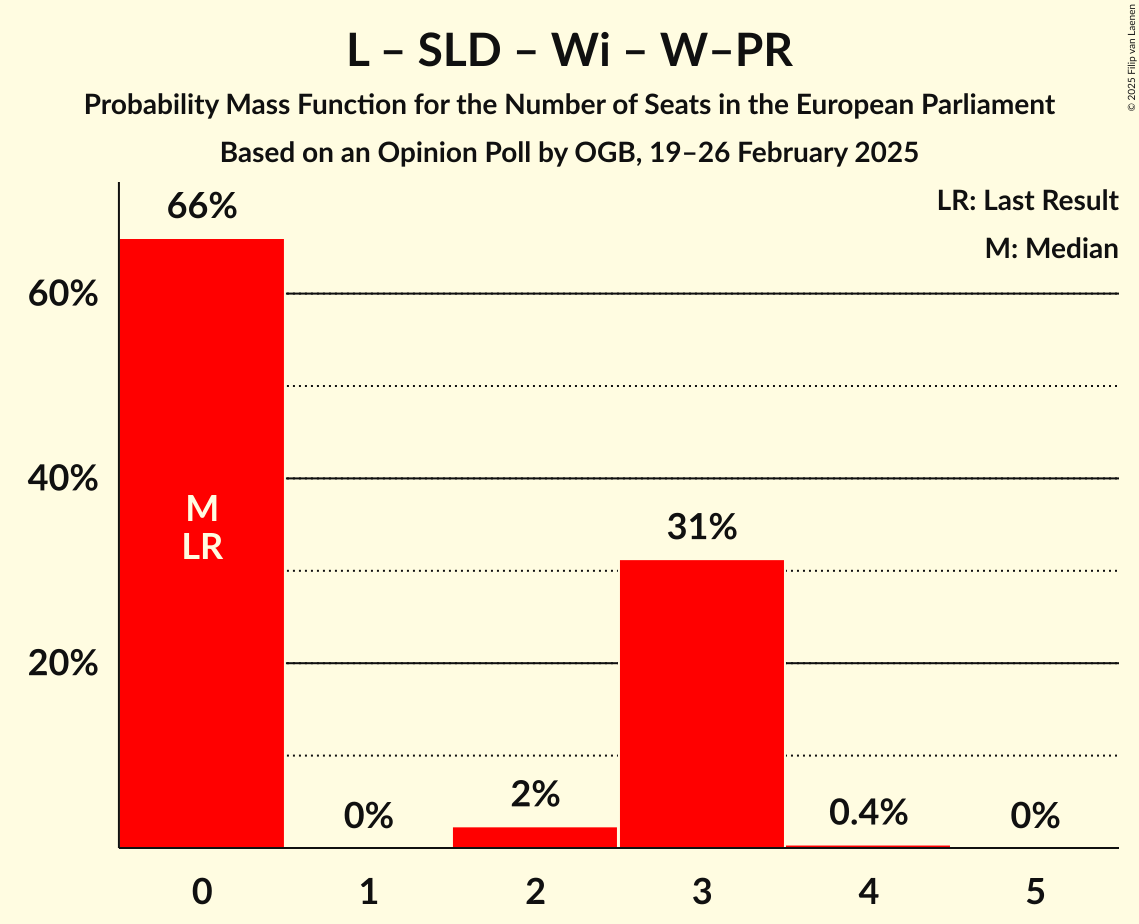 L – SLD – Wi – W–PR
Probability Mass Function for the Number of Seats in the European Parliament
Based on an Opinion Poll by OGB, 19–26 February 2025
© 2025 Filip van Laenen
LR: Last Result
M: Median
66%
60%
40%
20%
M
LR
0%
2%
31%
0.4%
0%
0
1
2
3
4
5